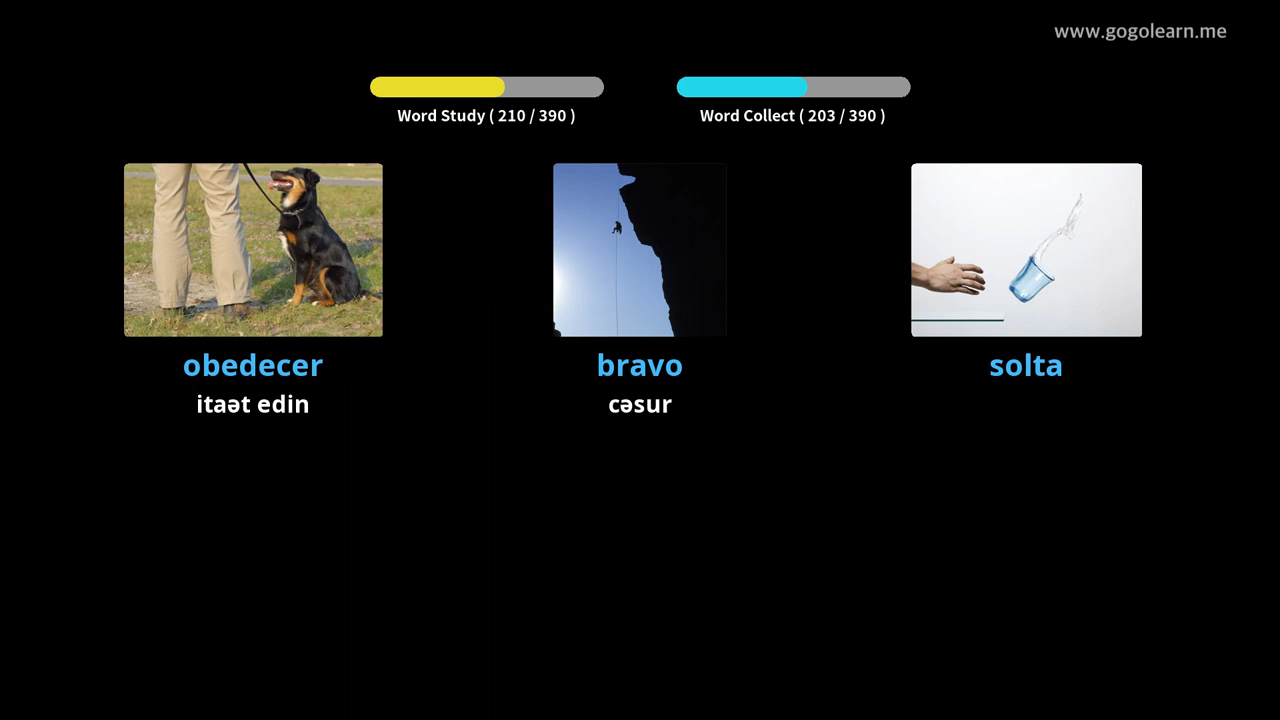 www.gogolearn.me
Word Study ( 210 / 390 )
Word Collect ( 203 / 390 )
obedecer
bravo
solta
itaət edin
cəsur